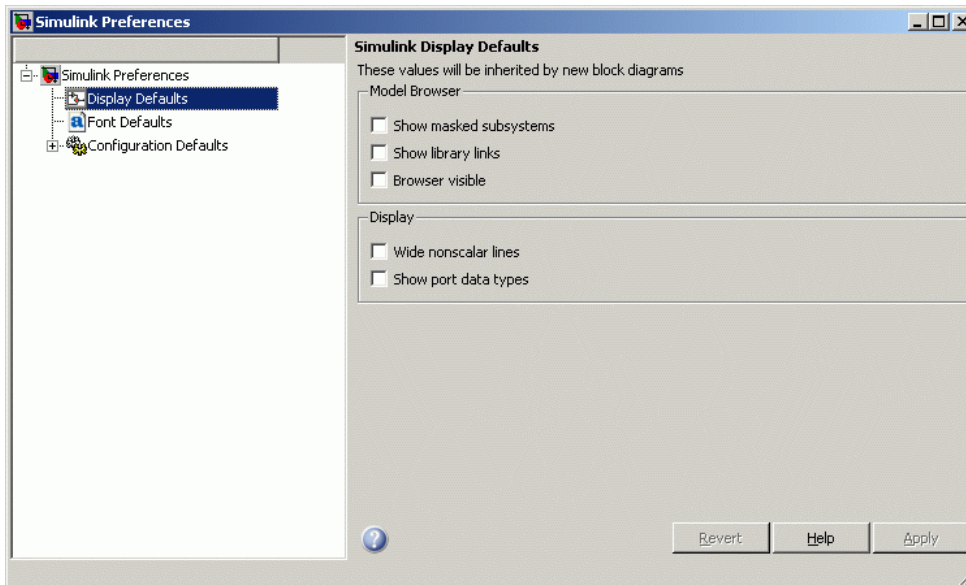 Simulink Preferences
Simulink Preferences
Display Defaults
Font Defaults
Configuration Defaults
Simulink Display Defaults
These values will be inherited by new block diagrams
Model Browser
Show masked subsystems
Show library links
Browser visible
Display
Wide nonscalar lines
Show port data types
Revert
Help
Apply